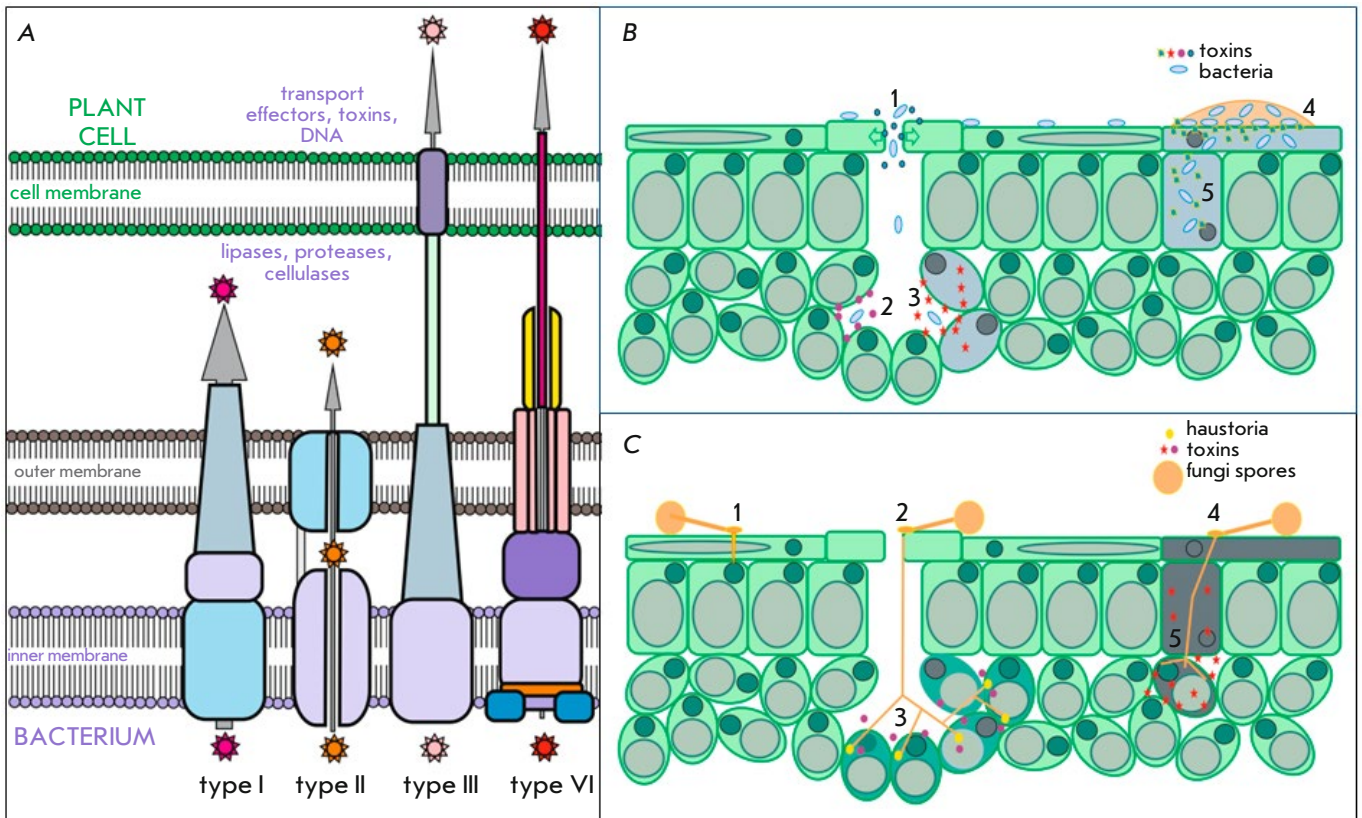 A
PLANT
CELL
transport
effectors, toxins,
DNA
cell membrane
lipases, proteases,
cellulases
outer membrane
inner membrane
BACTERIUM
type I
type II
type III
type VI
B
toxins
bacteria
1
2
3
4
5
C
haustoria
toxins
fungi spores
1
2
3
4
5